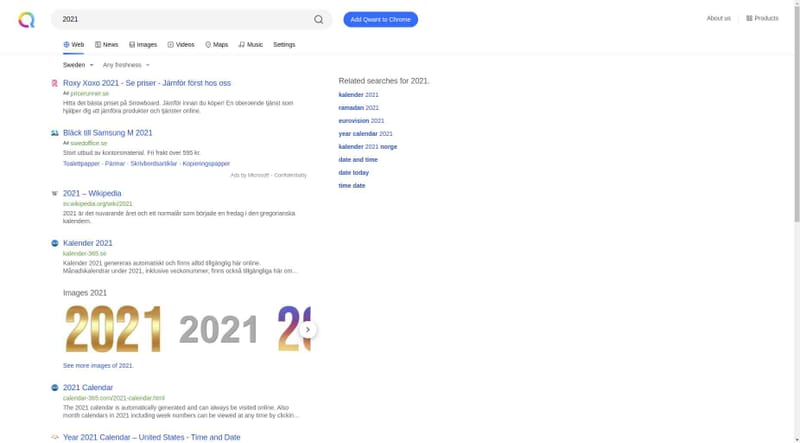 2021
Add Qwant to Chrome
About us
Products
Web
News
Images
Videos
Maps
Music
Settings
Sweden
Any freshness
Roxy Xoxo 2021 - Se priser - Jämför först hos oss
Ad pricerunner.se
Hitta det bästa priset på Snowboard. Jämför innan du köper! En oberoende tjänst som
hjälper dig att jämföra produkter och tjänster online.
Bläck till Samsung M 2021
Ad swedoffice.se
Stort utbud av kontorsmaterial. Fri frakt över 595 kr.
Toalettpapper - Pärmar - Skrivbordsartiklar - Kopieringspapper
Ads by Microsoft - Confidentiality
2021 – Wikipedia
sv.wikipedia.org/wiki/2021
2021 är det nuvarande året och ett normalår som började en fredag i den gregorianska
kalendern.
Kalender 2021
kalender-365.se
Kalender 2021 genereras automatiskt och finns alltid tillgänglig här online.
Månadskalendrar under 2021, inklusive veckonummer, finns också tillgängliga här om...
Images 2021
2021
2021
2
See more images of 2021.
2021 Calendar
calendar-365.com/2021-calendar.html
The 2021 calendar is automatically generated and can always be visited online. Also
month calendars in 2021 including week numbers can be viewed at any time by clickin...
Year 2021 Calendar – United States - Time and Date
Related searches for 2021.
kalender 2021
ramadan 2021
eurovision 2021
year calendar 2021
kalender 2021 norge
date and time
date today
time date